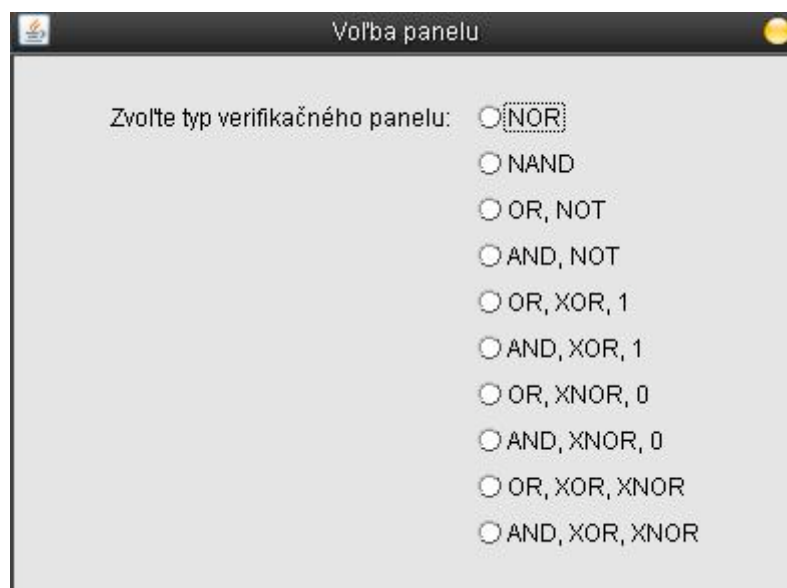 Voľba panelu
Zvoľte typ verifikačného panelu:
NOR
NAND
OR, NOT
AND, NOT
OR, XOR, 1
AND, XOR, 1
OR, XNOR, 0
AND, XNOR, 0
OR, XOR, XNOR
AND, XOR, XNOR